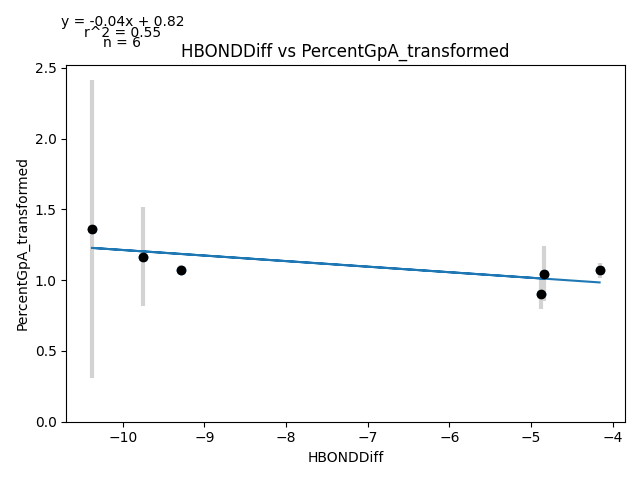 y = -0.04x + 0.82
r^2 = 0.55
n = 6
HBONDDiff vs PercentGpA_transformed
2.5
2.0
1.5
1.0
0.5
0.0
PercentGpA_transformed
−10
−9
−8
−7
−6
−5
−4
HBONDDiff